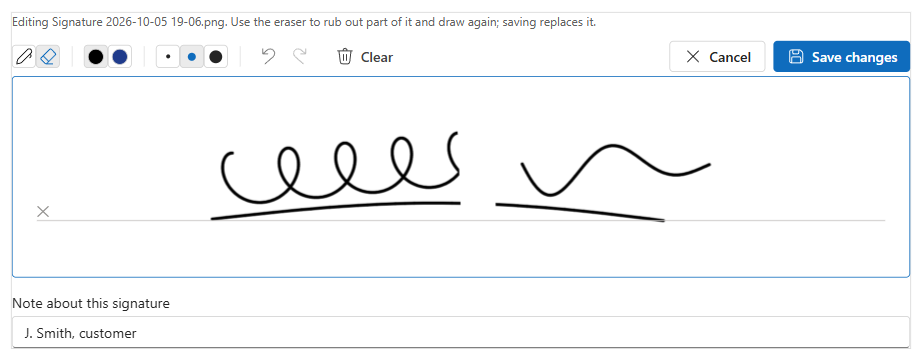 Editing Signature 2026-10-05 19-06.png. Use the eraser to rub out part of it and draw again; saving replaces it.
Clear
Cancel
Save changes
Note about this signature
J. Smith, customer